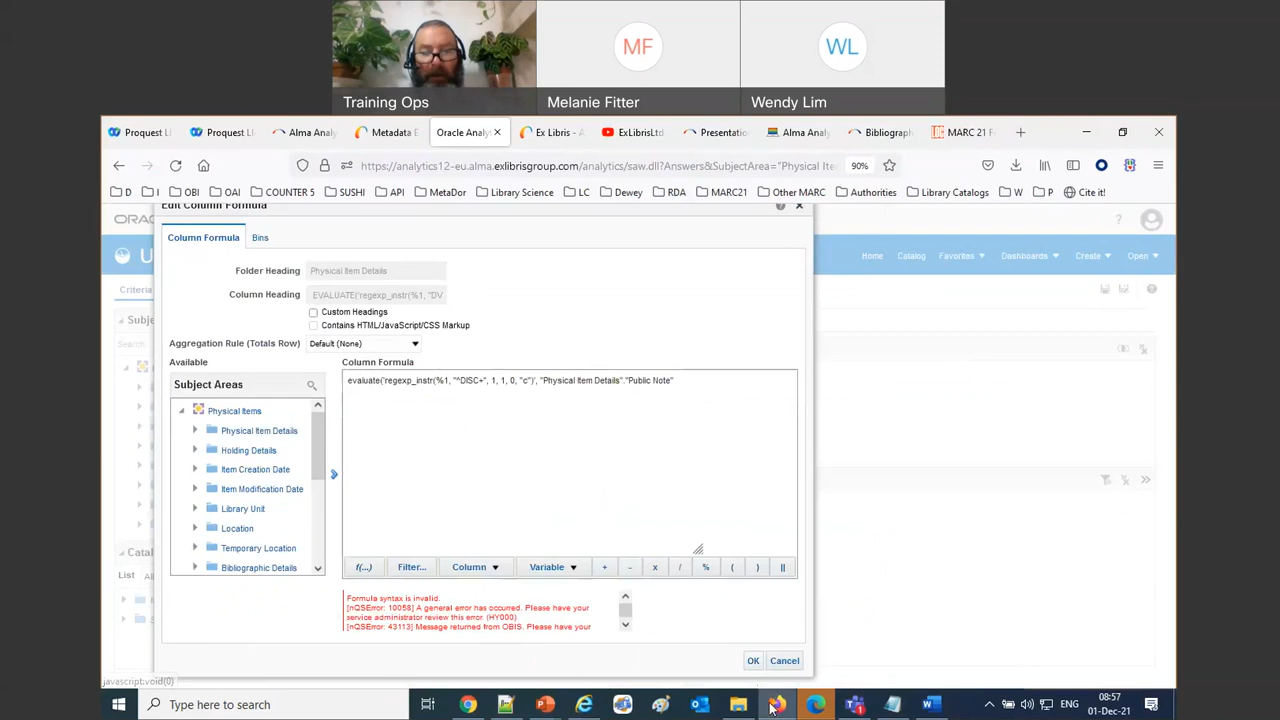 MF
WL
Training Ops
Melanie Fitter
Wendy Lim
Proquest LI
Proquest LI
Alma Analy
Metadata E
Oracle Analyt
Ex Libris - A
ExLibrisLtd
Presentatio
Alma Analy
Bibliograph
MARC 21 F
https://analytics12-eu.alma.exlibrisgroup.com/analytics/saw.dll?Answers&SubjectArea="Physical Ite
90%
D
I
OBI
OAI
COUNTER 5
SUSHI
API
MetaDor
Library Science
LC
Dewey
RDA
MARC21
Other MARC
Authorities
Library Catalogs
W
P
Cite it!
Edit Column Formula
ORAC
U
Home
Catalog
Favorites
Dashboards
Create
Open
Criteria
Column Formula
Bins
Folder Heading
Physical Item Details
Column Heading
EVALUATE('regexp_instr(%1, "DV
Custom Headings
Contains HTML/JavaScript/CSS Markup
Aggregation Rule (Totals Row)
Default (None)
Subje
Search
Available
Column Formula
Subject Areas
evaluate('regexp_instr(%1, "^DISC+", 1, 1, 0, "c")', "Physical Item Details"."Public Note"
Physical Items
Physical Item Details
Holding Details
Item Creation Date
Item Modification Date
Library Unit
Location
Temporary Location
Bibliographic Details
Catal
List
f(...)
Filter...
Column
Variable
+
-
x
/
%
(
)
||
Formula syntax is invalid.
[nQSError: 10058] A general error has occurred. Please have your
service administrator review this error. (HY000)
[nQSError: 43113] Message returned from OBIS. Please have your
OK
Cancel
javascript:void(0)
Type here to search
ENG
08:57
01-Dec-21